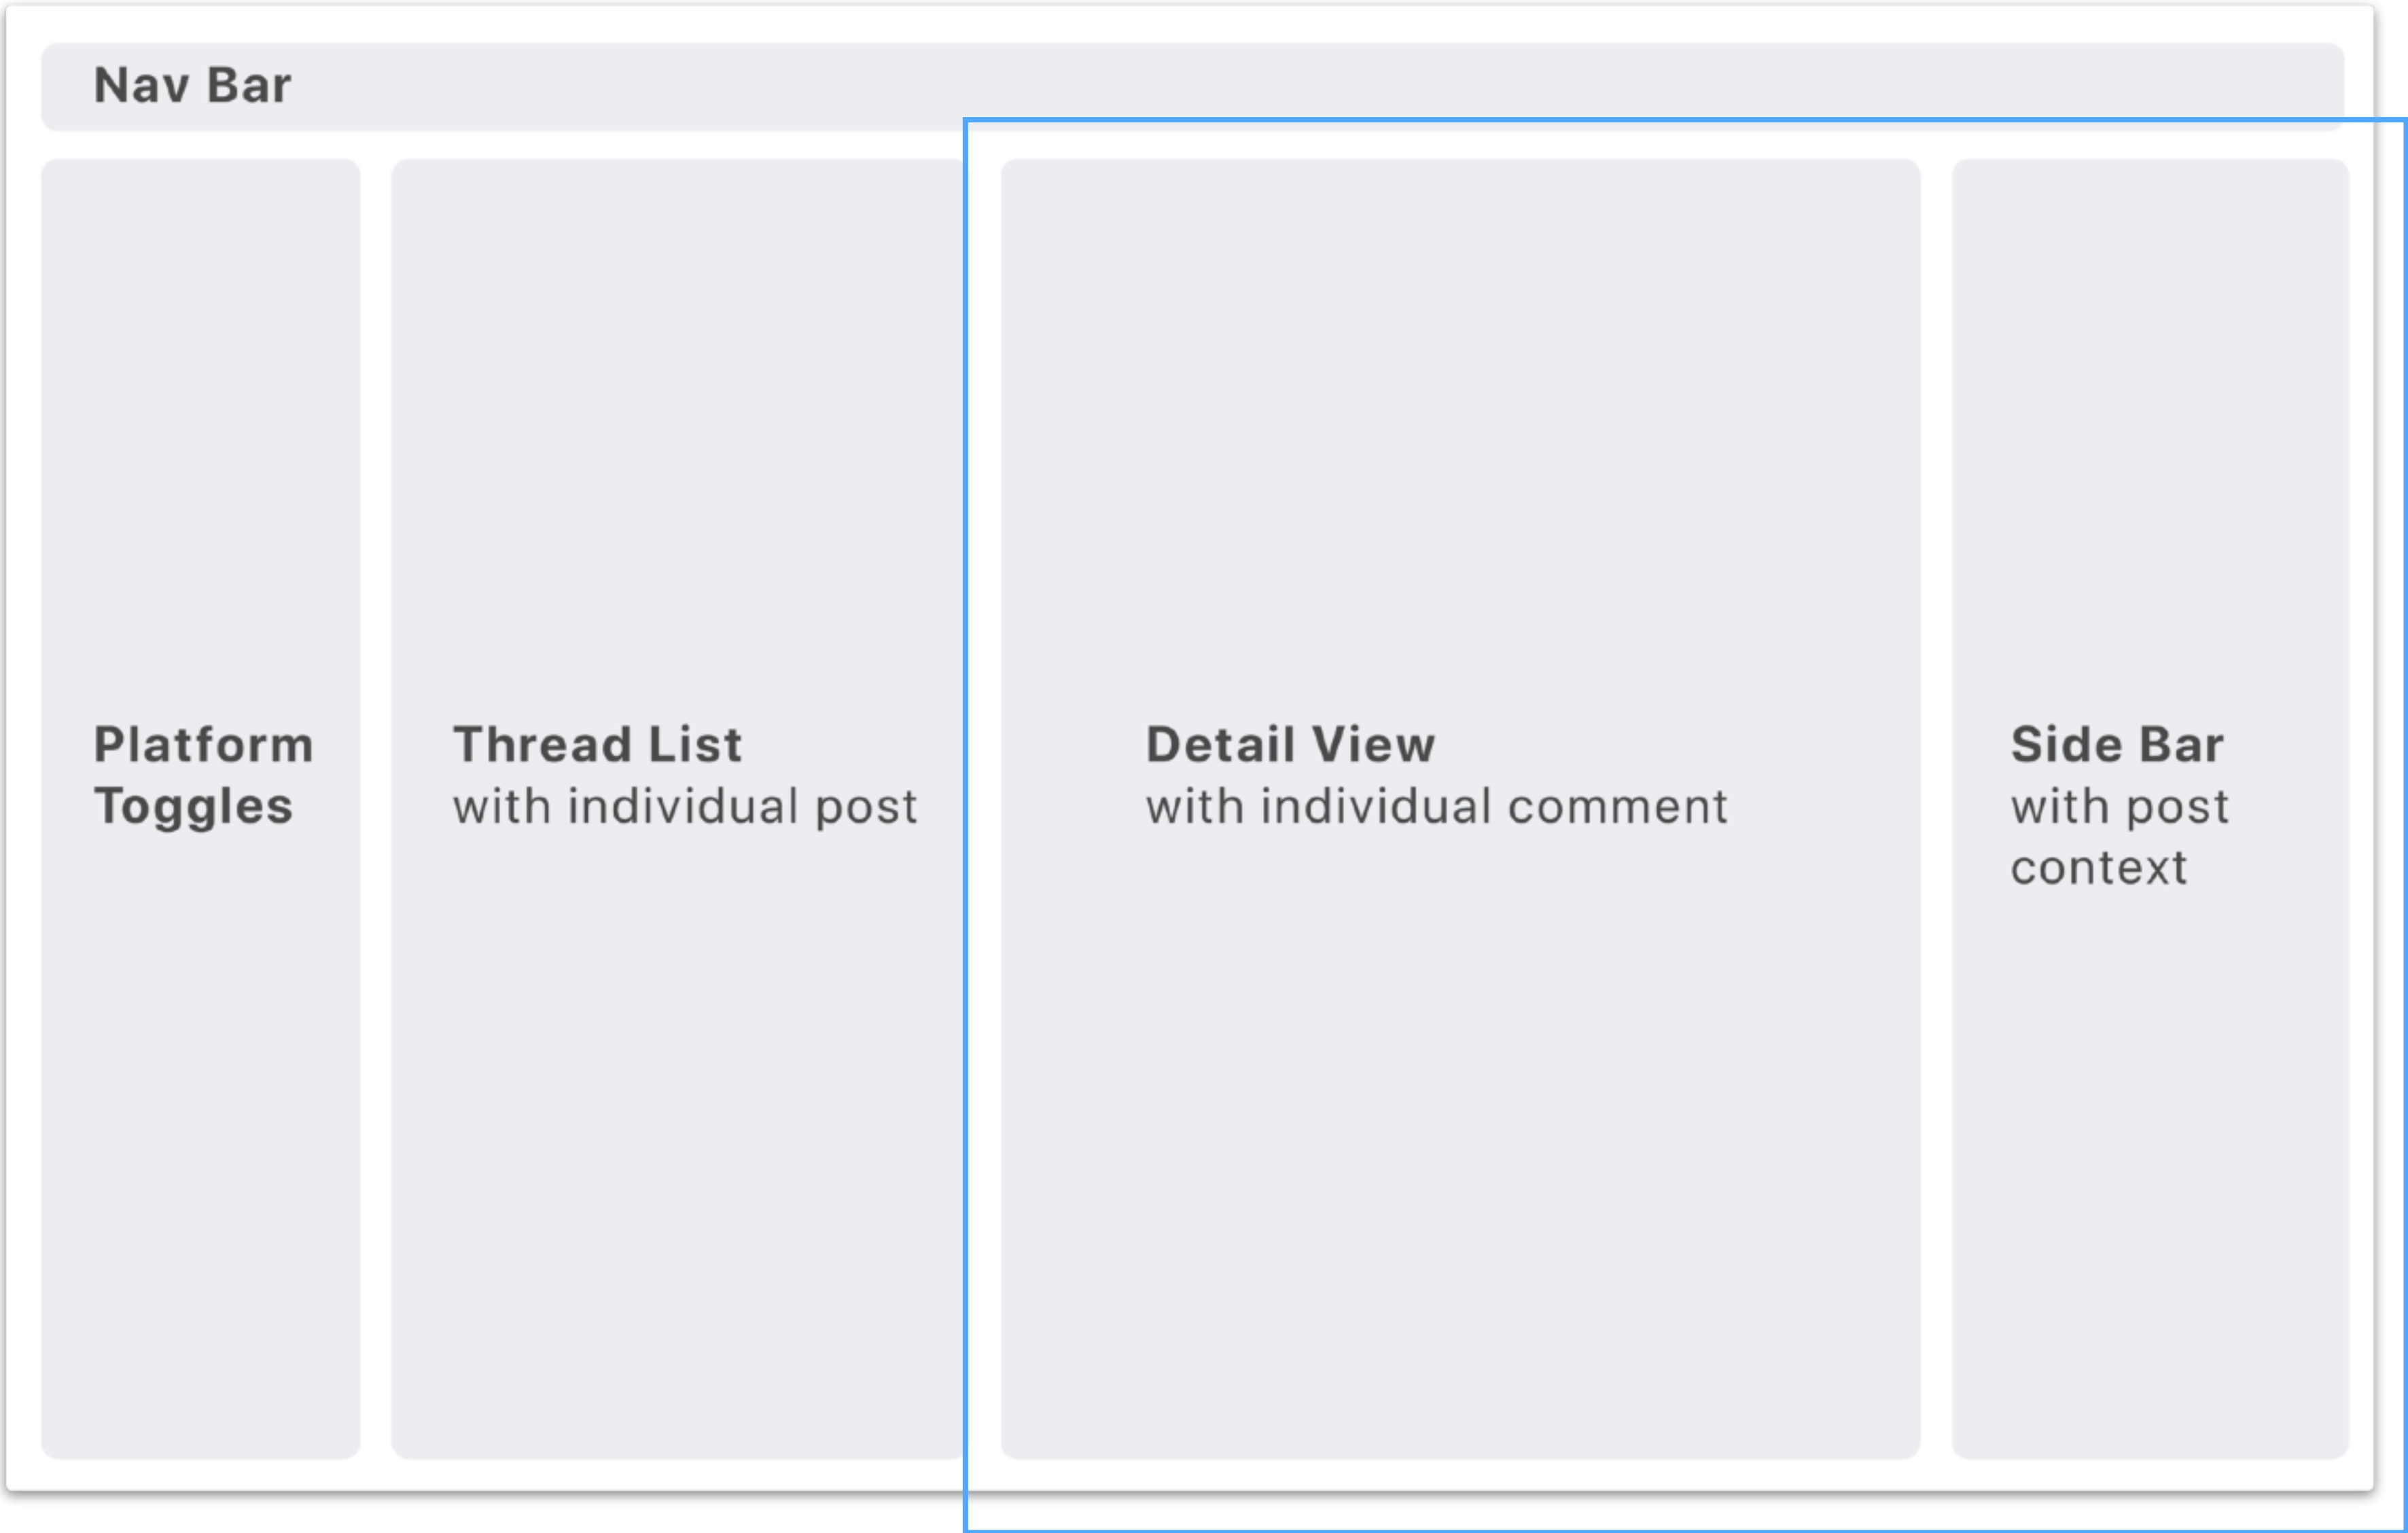 Nav Bar
Platform
Toggles
Thread List
with individual post
Detail View
with individual comment
Side Bar
with post
context